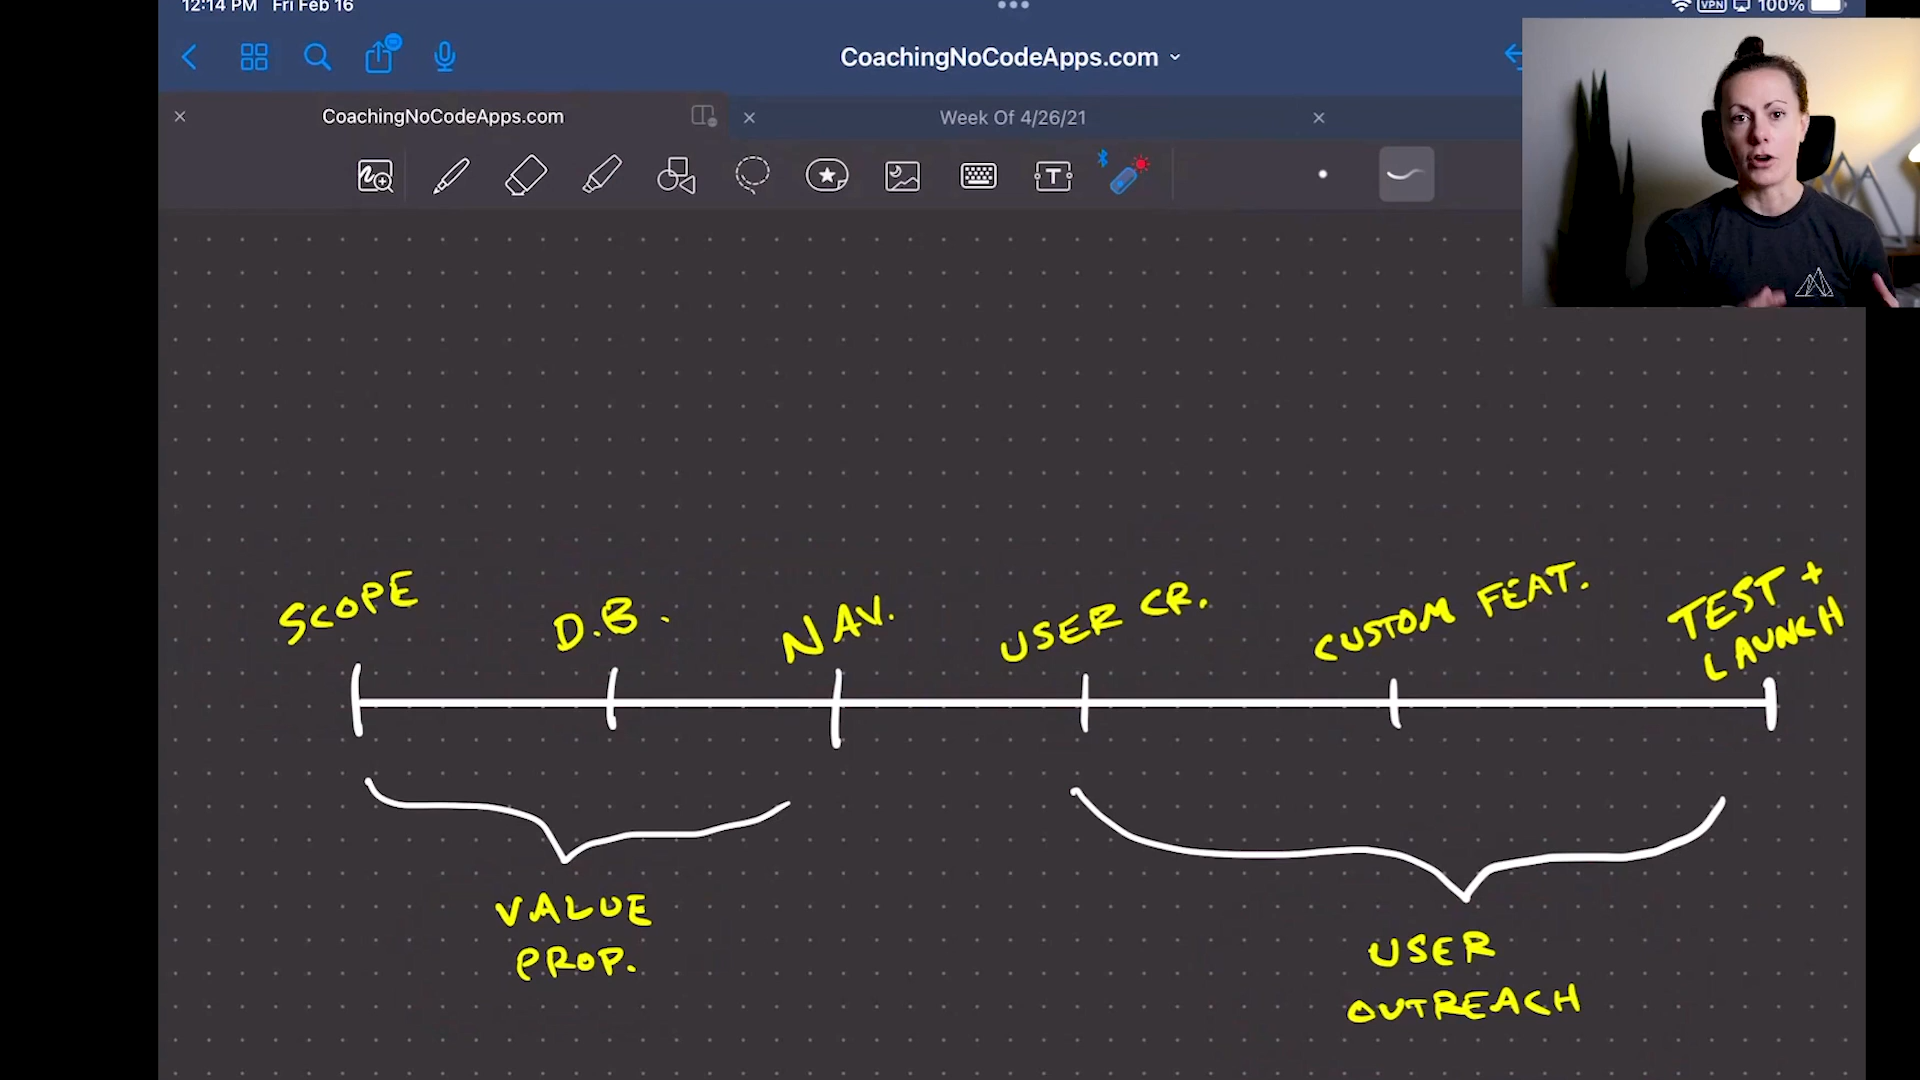 12:14 PM Fri Feb 16
VPN 100%
CoachingNoCodeApps.com
CoachingNoCodeApps.com
Week Of 4/26/21
T
SCOPE
D.B.
NAV.
USER CR.
CUSTOM FEAT.
TEST +
LAUNCH
VALUE
PROP.
USER
OUTREACH